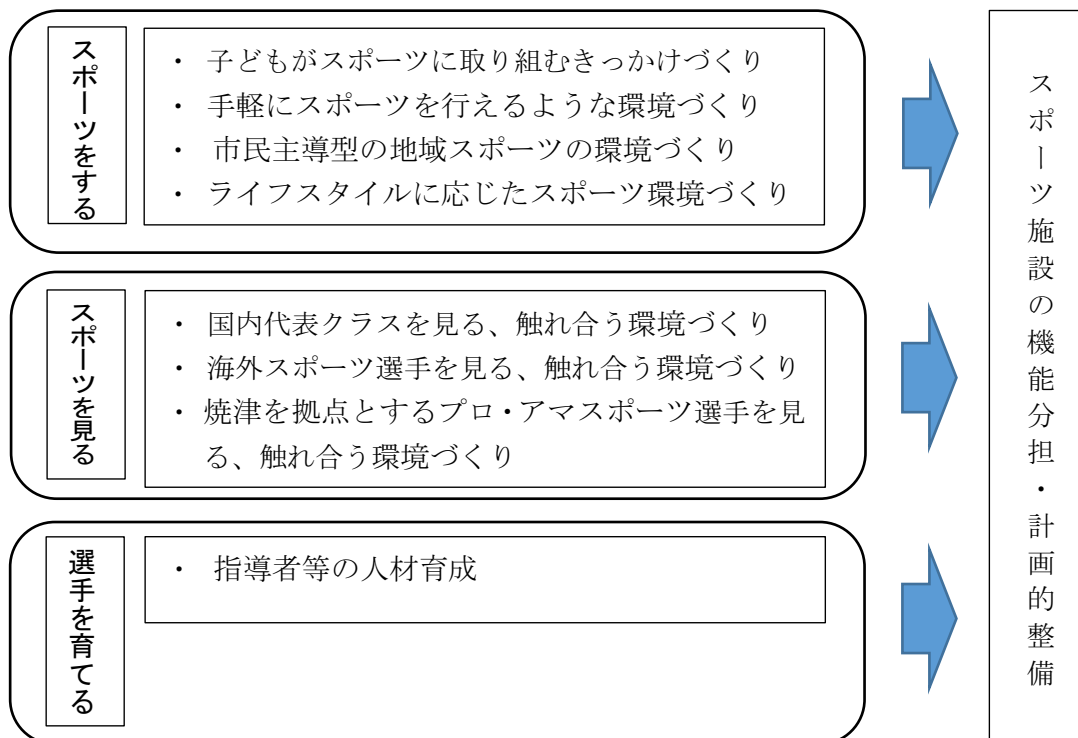 スポーツをする
・ 子どもがスポーツに取り組むきっかけづくり
・ 手軽にスポーツを行えるような環境づくり
・ 市民主導型の地域スポーツの環境づくり
・ ライフスタイルに応じたスポーツ環境づくり
スポーツを見る
・ 国内代表クラスを見る、触れ合う環境づくり
・ 海外スポーツ選手を見る、触れ合う環境づくり
・ 焼津を拠点とするプロ・アマスポーツ選手を見
る、触れ合う環境づくり
選手を育てる
・ 指導者等の人材育成
スポーツ施設の機能分担・計画的整備